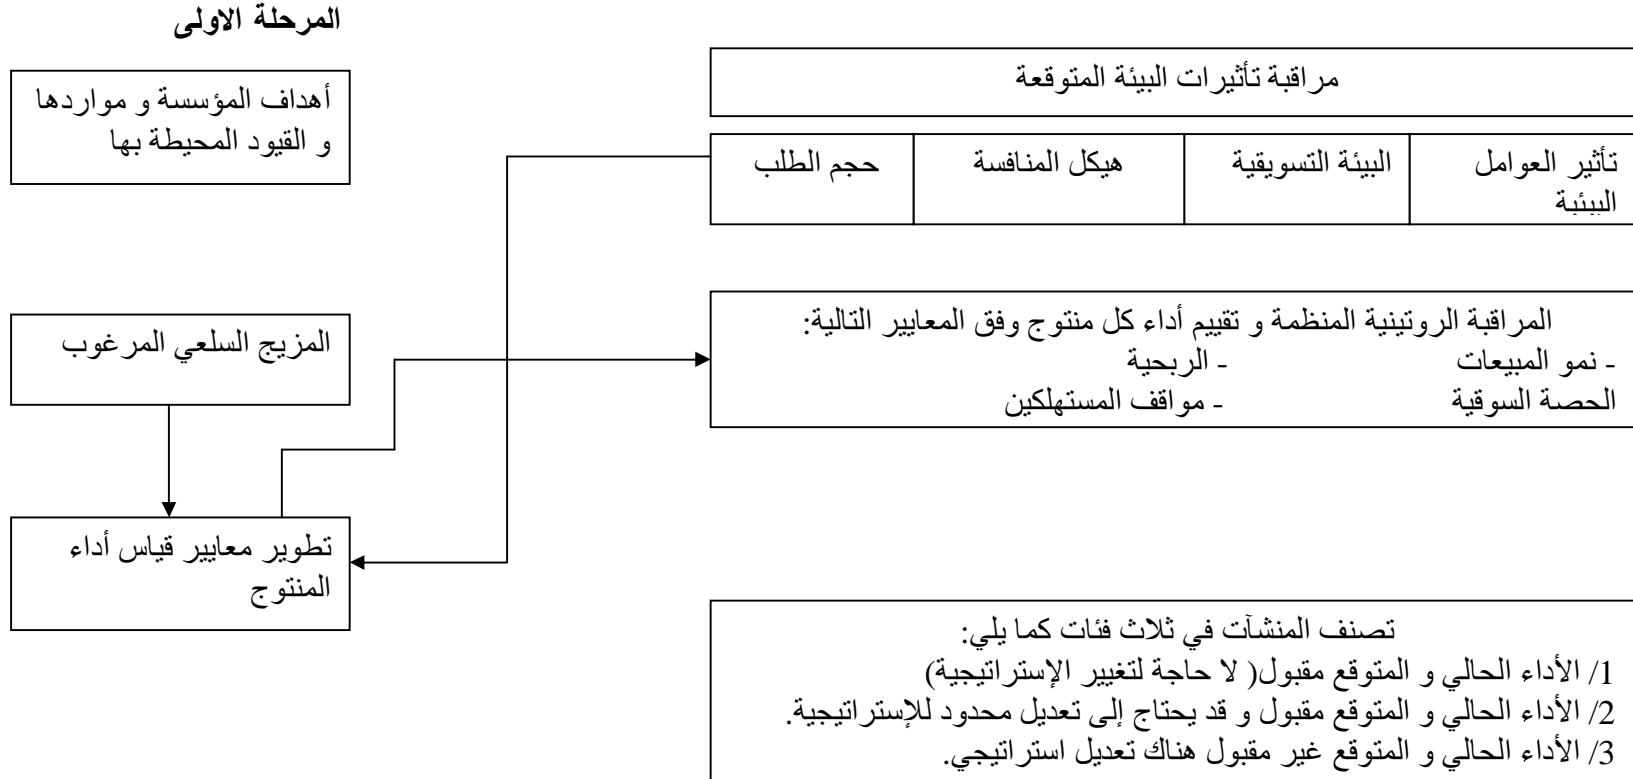 المرحلة الاولى
أهداف المؤسسة و مواردها
و القيود المحيطة بها
مراقبة تأثيرات البيئة المتوقعة
تأثير العوامل
البيئية
البيئة التسويقية
هيكل المنافسة
حجم الطلب
المزيج السلعي المرغوب
المراقبة الروتينية المنظمة و تقييم أداء كل منتوج وفق المعايير التالية:
- نمو المبيعات - الربحية
الحصة السوقية - مواقف المستهلكين
تطوير معايير قياس أداء
المنتوج
تصنف المنشآت في ثلاث فئات كما يلي:
1/ الأداء الحالي و المتوقع مقبول( لا حاجة لتغيير الإستراتيجية)
2/ الأداء الحالي و المتوقع مقبول و قد يحتاج إلى تعديل محدود للإستراتيجية.
3/ الأداء الحالي و المتوقع غير مقبول هناك تعديل استراتيجي.